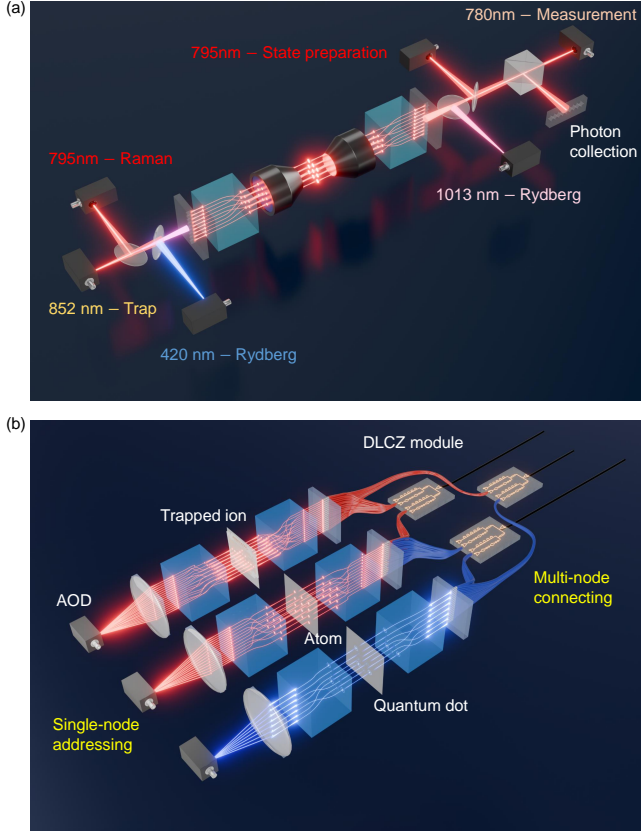 (a)
780nm – Measurement
795nm – State preparation
Photon
collection
795nm – Raman
1013 nm – Rydberg
852 nm – Trap
420 nm – Rydberg
(b)
DLCZ module
Trapped ion
AOD
Multi-node
connecting
Atom
Single-node
addressing
Quantum dot